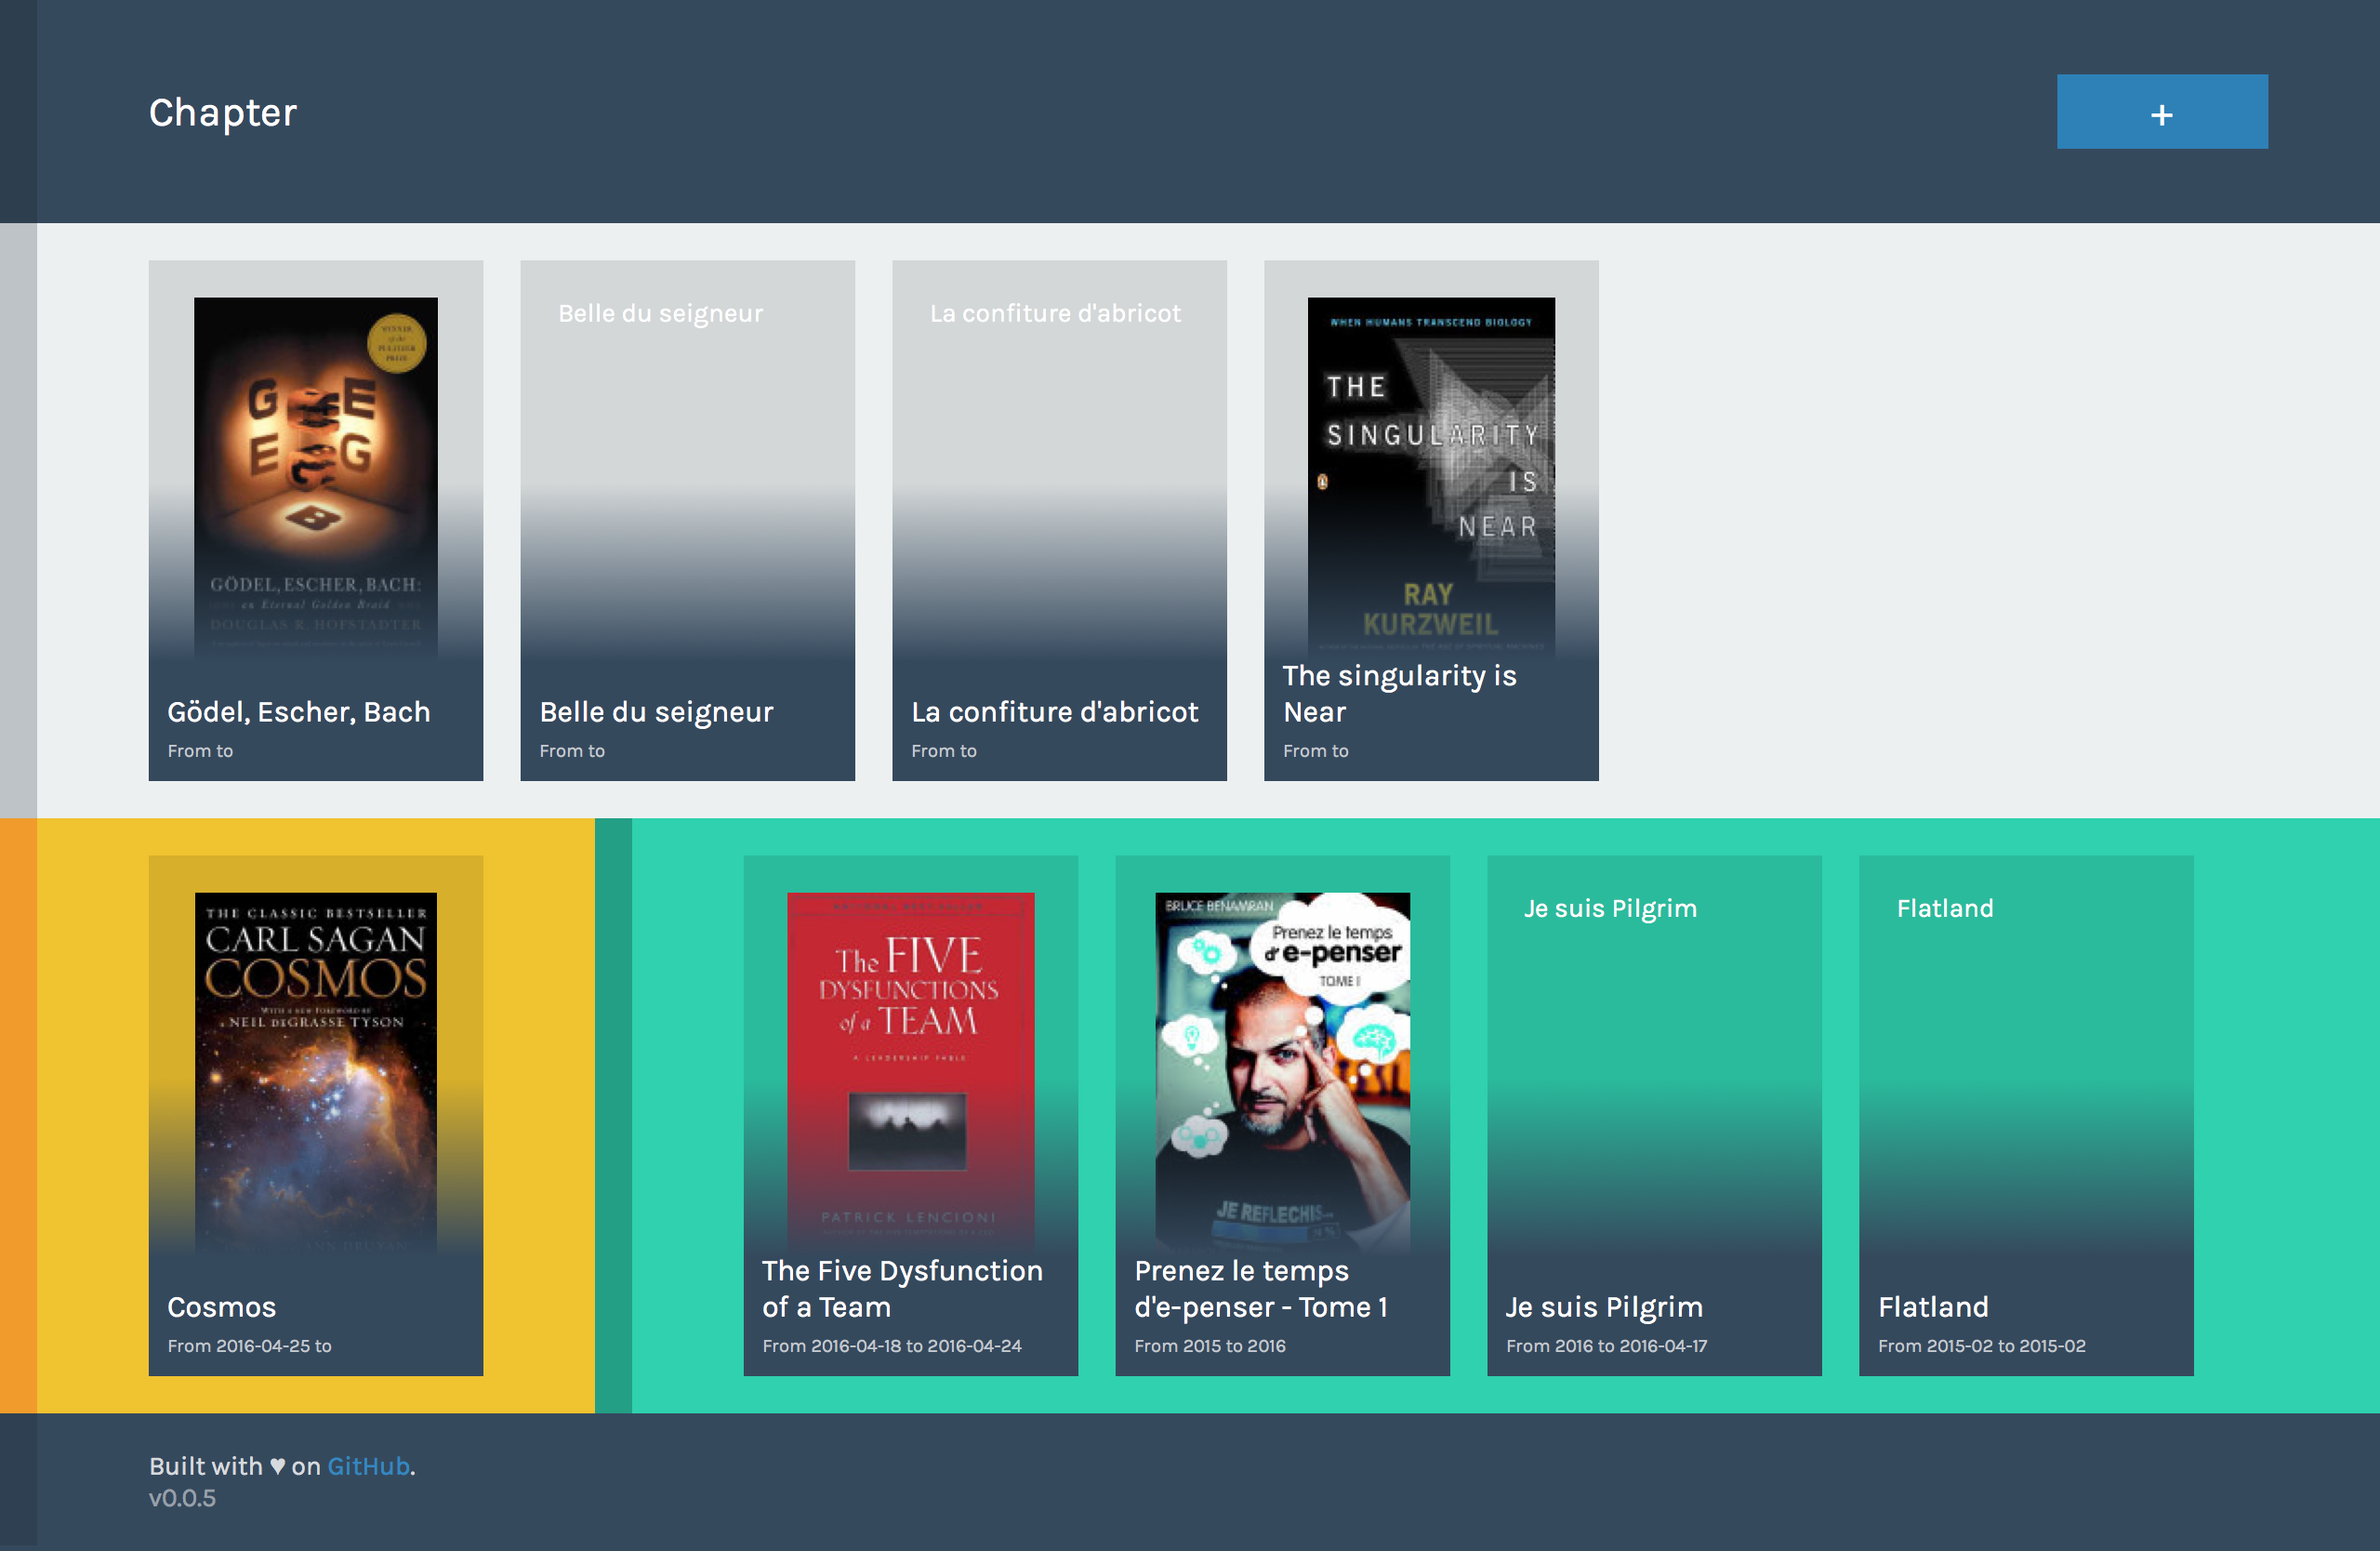 Chapter
+
WINNER
of the
PULITZER
PRIZE
G E
E G
B
GÖDEL, ESCHER, BACH:
an Eternal Golden Braid
DOUGLAS R. HOFSTADTER
Gödel, Escher, Bach
From to
Belle du seigneur
Belle du seigneur
From to
La confiture d'abricot
La confiture d'abricot
From to
WHEN HUMANS TRANSCEND BIOLOGY
THE
SINGULARITY
IS
NEAR
RAY
KURZWEIL
The singularity is
Near
From to
THE CLASSIC BESTSELLER
CARL SAGAN
COSMOS
WITH A NEW FOREWORD BY
NEIL DEGRASSE TYSON
ANN DRUYAN
Cosmos
From 2016-04-25 to
The FIVE
DYSFUNCTIONS
of a TEAM
A LEADERSHIP FABLE
PATRICK LENCIONI
The Five Dysfunction
of a Team
From 2016-04-18 to 2016-04-24
BRUCE BENAMRAN
Prenez le temps
d'e-penser
TOME I
JE REFLECHIS...
Prenez le temps
d'e-penser - Tome 1
From 2015 to 2016
Je suis Pilgrim
Je suis Pilgrim
From 2016 to 2016-04-17
Flatland
Flatland
From 2015-02 to 2015-02
Built with ♥ on GitHub.
v0.0.5